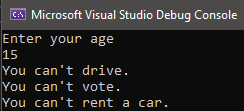 Microsoft Visual Studio Debug Console
Enter your age
15
You can't drive.
You can't vote.
You can't rent a car.